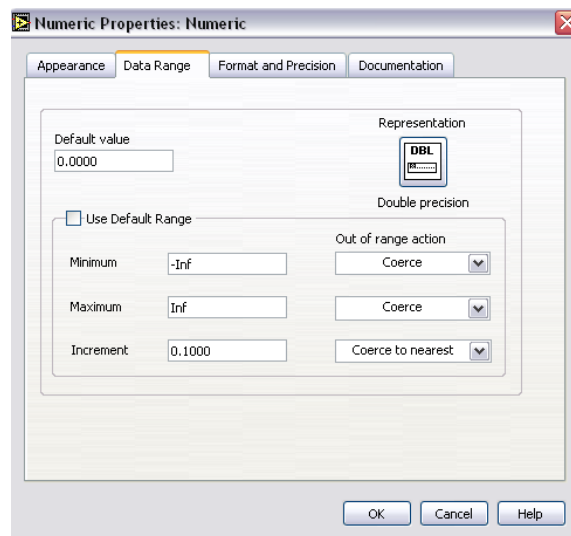 Numeric Properties: Numeric
Appearance Data Range Format and Precision Documentation
Representation
Default value
DBL
0.0000
Double precision
Use Default Range
Out of range action
Minimum -Inf Coerce
Maximum Inf Coerce
Increment 0.1000 Coerce to nearest
OK Cancel Help